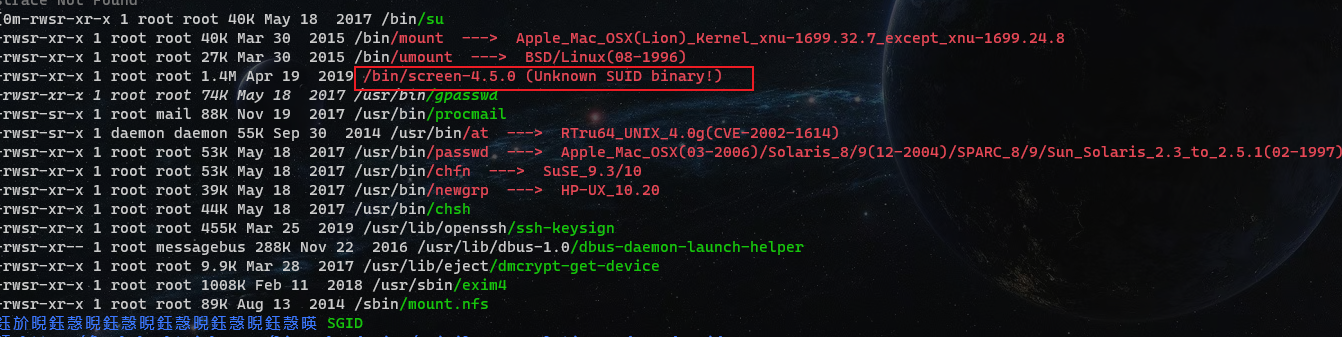 strace Not Found
[0m-rwsr-xr-x 1 root root 40K May 18  2017 /bin/su
-rwsr-xr-x 1 root root 40K Mar 30  2015 /bin/mount  --->  Apple_Mac_OSX(Lion)_Kernel_xnu-1699.32.7_except_xnu-1699.24.8
-rwsr-xr-x 1 root root 27K Mar 30  2015 /bin/umount  --->  BSD/Linux(08-1996)
-rwsr-xr-x 1 root root 1.4M Apr 19  2019 /bin/screen-4.5.0 (Unknown SUID binary!)
-rwsr-xr-x 1 root root 74K May 18  2017 /usr/bin/gpasswd
-rwsr-xr-x 1 root mail 88K Nov 19  2017 /usr/bin/procmail
-rwsr-sr-x 1 daemon daemon 55K Sep 30  2014 /usr/bin/at  --->  RTru64_UNIX_4.0g(CVE-2002-1614)
-rwsr-xr-x 1 root root 53K May 18  2017 /usr/bin/passwd  --->  Apple_Mac_OSX(03-2006)/Solaris_8/9(12-2004)/SPARC_8/9/Sun_Solaris_2.3_to_2.5.1(02-1997)
-rwsr-xr-x 1 root root 53K May 18  2017 /usr/bin/chfn  --->  SuSE_9.3/10
-rwsr-xr-x 1 root root 39K May 18  2017 /usr/bin/newgrp  --->  HP-UX_10.20
-rwsr-xr-x 1 root root 44K May 18  2017 /usr/bin/chsh
-rwsr-xr-x 1 root root 455K Mar 25  2019 /usr/lib/openssh/ssh-keysign
-rwsr-xr-- 1 root messagebus 288K Nov 22  2016 /usr/lib/dbus-1.0/dbus-daemon-launch-helper
-rwsr-xr-x 1 root root 9.9K Mar 28  2017 /usr/lib/eject/dmcrypt-get-device
-rwsr-xr-x 1 root root 1008K Feb 11  2018 /usr/sbin/exim4
-rwsr-xr-x 1 root root 89K Aug 13  2014 /sbin/mount.nfs
SGID